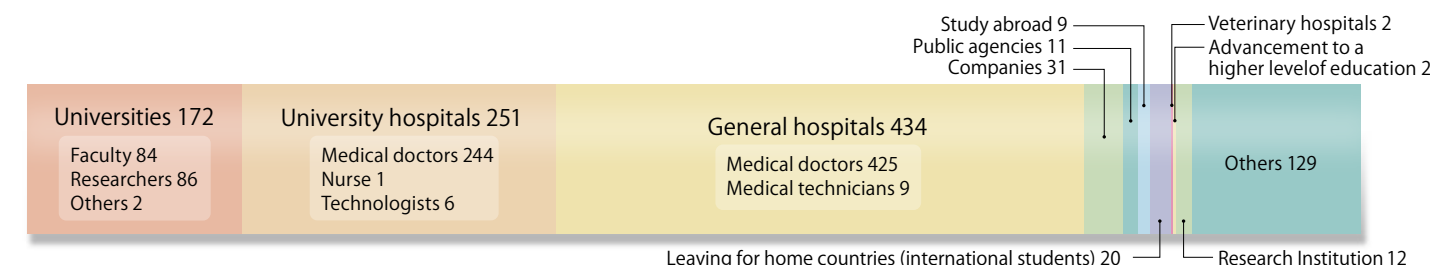 Study abroad 9
Public agencies 11
Companies 31
Veterinary hospitals 2
Advancement to a
higher levelof education 2
Universities 172
Faculty 84
Researchers 86
Others 2
University hospitals 251
Medical doctors 244
Nurse 1
Technologists 6
General hospitals 434
Medical doctors 425
Medical technicians 9
Others 129
Leaving for home countries (international students) 20
Research Institution 12